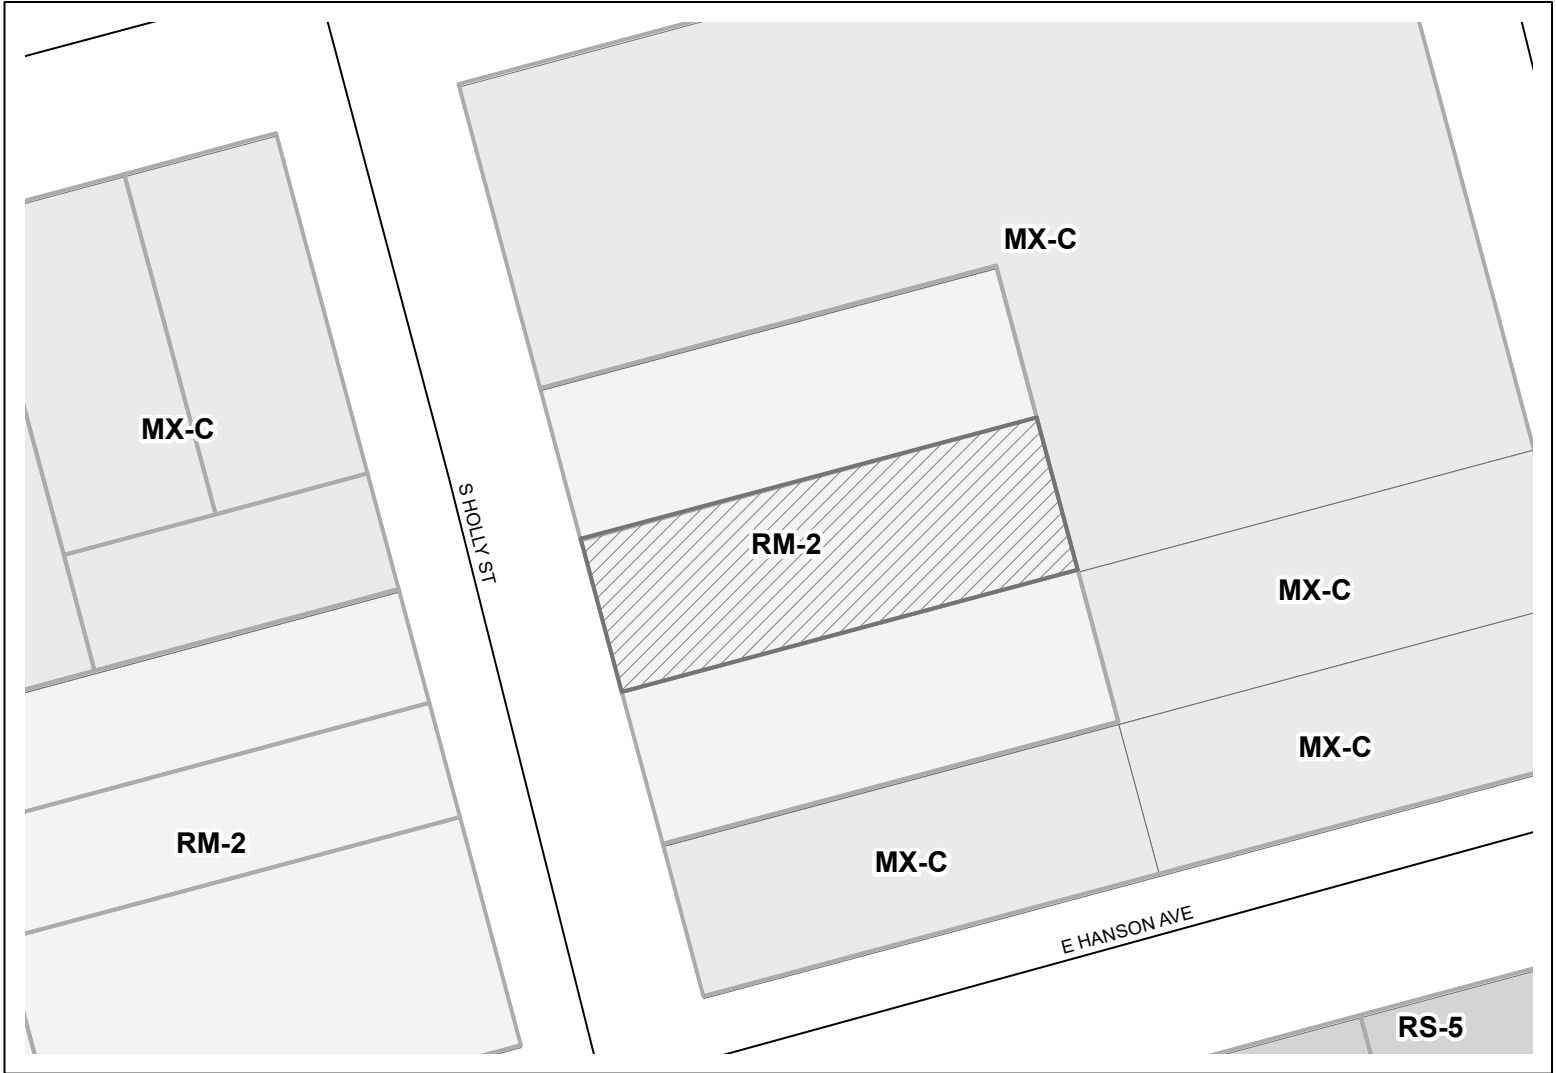 MX-C
MX-C
S HOLLY ST
RM-2
MX-C
MX-C
RM-2
MX-C
E HANSON AVE
RS-5